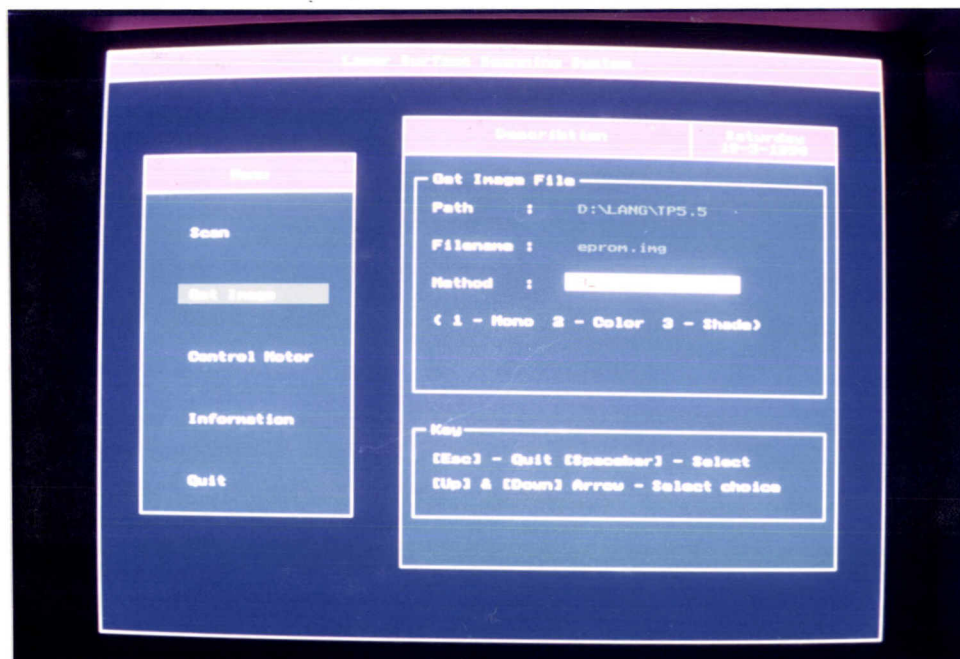 Laser Surface Scanning System
Menu
Scan
Get Image
Control Motor
Information
Quit
Description
Saturday
Get Image File
Path : D:\LANG\TP5.5
Filename : eprom.img
Method :
( 1 - Mono 2 - Color 3 - Shade)
Key
[Esc] - Quit [Spacebar] - Select
[Up] & [Down] Arrow - Select choice